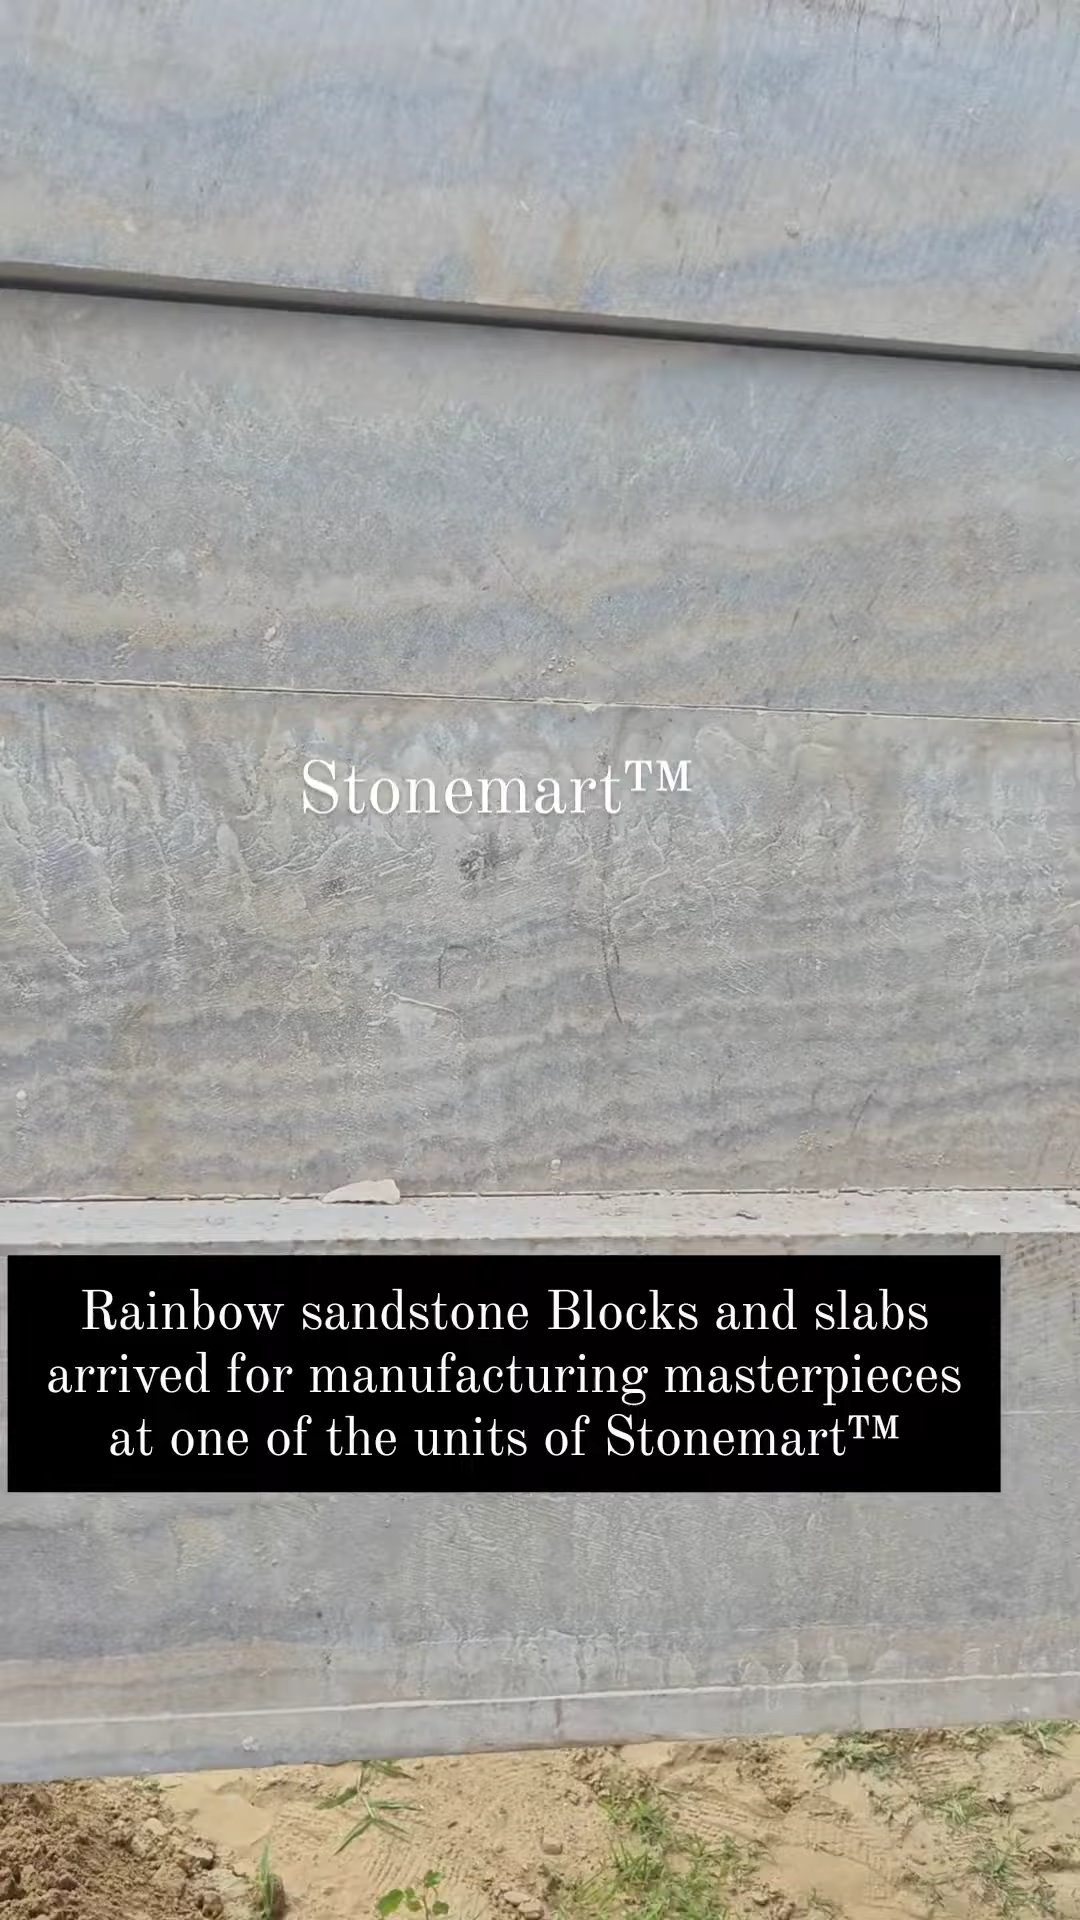 Stonemart™
Rainbow sandstone Blocks and slabs
arrived for manufacturing masterpieces
at one of the units of Stonemart™